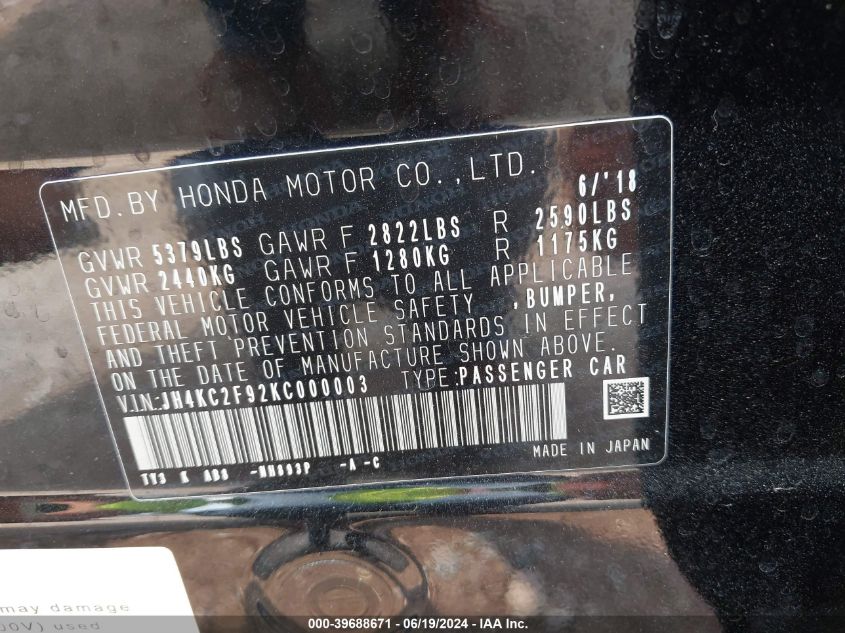 MFD.BY HONDA MOTOR CO.,LTD. 6/'18
GVWR 5379LBS GAWR F 2822LBS R 2590LBS
GVWR 2440KG GAWR F 1280KG R 1175KG
THIS VEHICLE CONFORMS TO ALL APPLICABLE
FEDERAL MOTOR VEHICLE SAFETY ,BUMPER,
AND THEFT PREVENTION STANDARDS IN EFFECT
ON THE DATE OF MANUFACTURE SHOWN ABOVE.
VIN:JH4KC2F92KC000003 TYPE:PASSENGER CAR
MADE IN JAPAN
TY3 K -A -C
may damage
00V) used
000-39688671 - 06/19/2024 - IAA Inc.